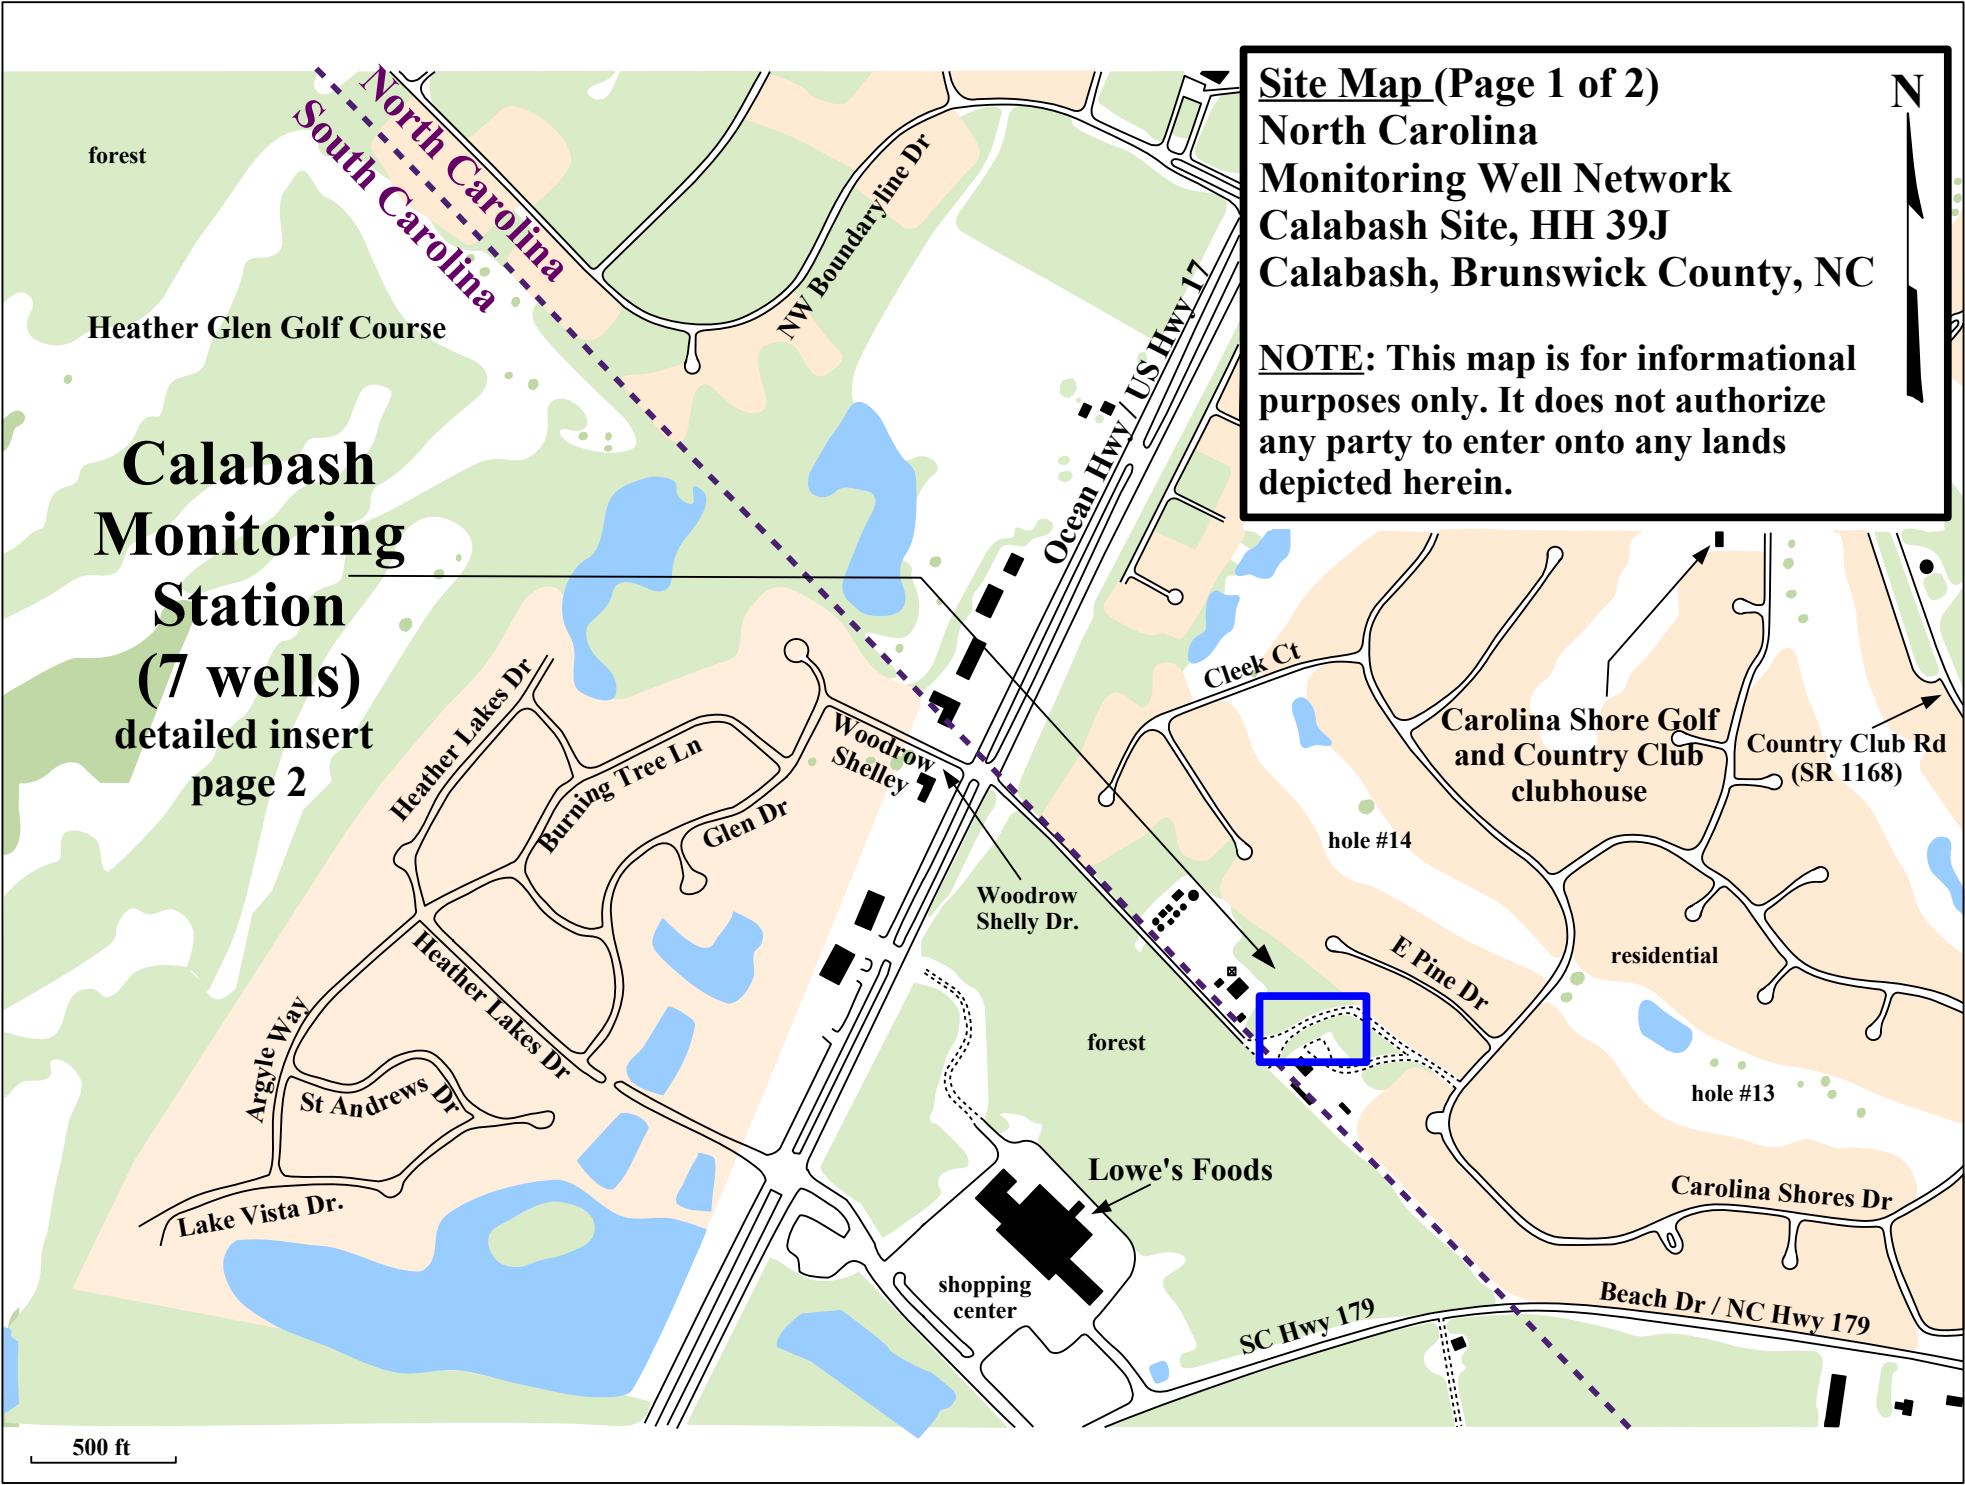 Site Map (Page 1 of 2)
North Carolina
Monitoring Well Network
Calabash Site, HH 39J
Calabash, Brunswick County, NC
NOTE: This map is for informational
purposes only. It does not authorize
any party to enter onto any lands
depicted herein.
N
North Carolina
South Carolina
forest
Heather Glen Golf Course
NW Boundaryline Dr
Ocean Hwy / US Hwy 17
Calabash
Monitoring
Station
(7 wells)
detailed insert
page 2
Heather Lakes Dr
Burning Tree Ln
Glen Dr
Woodrow
Shelley
Woodrow
Shelly Dr.
Cleek Ct
Carolina Shore Golf
and Country Club
clubhouse
Country Club Rd
(SR 1168)
hole #14
residential
E Pine Dr
forest
hole #13
Heather Lakes Dr
Argyle Way
St Andrews Dr
Lake Vista Dr.
Lowe's Foods
shopping
center
Carolina Shores Dr
SC Hwy 179
Beach Dr / NC Hwy 179
500 ft